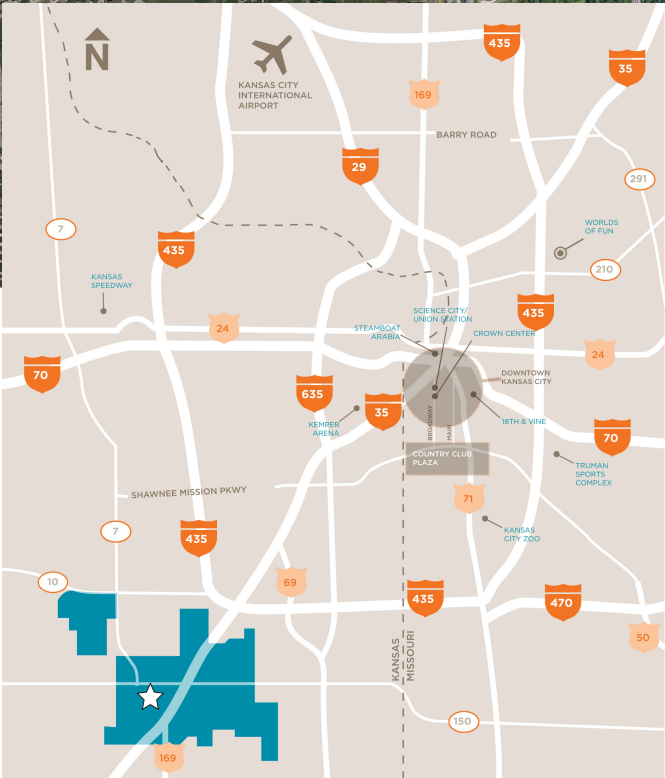 435
35
N
KANSAS CITY
INTERNATIONAL
AIRPORT
169
BARRY ROAD
29
291
7
WORLDS
OF FUN
435
210
KANSAS
SPEEDWAY
SCIENCE CITY/
UNION STATION
435
24
STEAMBOAT
ARABIA
CROWN CENTER
24
70
DOWNTOWN
KANSAS CITY
635
35
KEMPER
ARENA
BROADWAY
MAIN
18TH & VINE
70
COUNTRY CLUB
PLAZA
TRUMAN
SPORTS
COMPLEX
SHAWNEE MISSION PKWY
71
7
435
KANSAS
CITY ZOO
10
69
435
470
50
KANSAS
MISSOURI
150
169